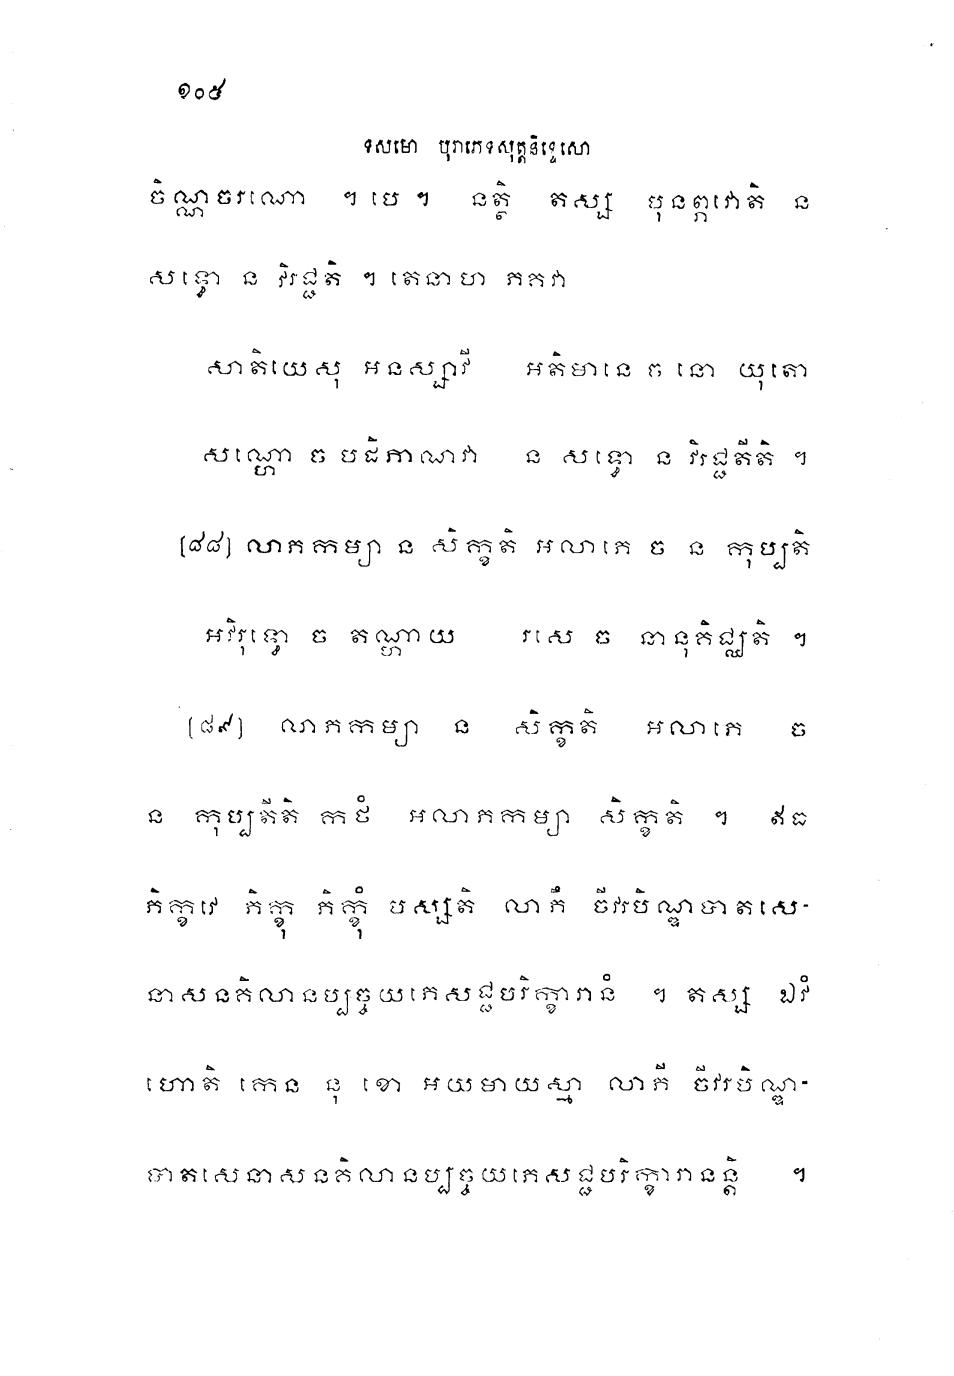 ១០៥
ទសមោ បុរាភេទសុត្តនិទ្ទេសោ
ចិណ្ណចរណោ ។ បេ ។ នត្ថិ តស្ស បុនព្ភវោតិ ន
សទ្ធោ ន វិរជ្ជតិ ។ តេនាហ ភគវា
សាតិយេសុ អនស្សាវី អតិមានេ ច នោ យុតោ
សណ្ហោ ច បដិភាណវា ន សទ្ធោ ន វិរជ្ជតីតិ ។
[៨៨] លាភកម្យា ន សិក្ខតិ អលាភេ ច ន កុប្បតិ
អវិរុទ្ធោ ច តណ្ហាយ រសេ ច នានុគិជ្ឈតិ ។
[៨៩] លាភកម្យា ន សិក្ខតិ អលាភេ ច
ន កុប្បតីតិ កថំ អលាភកម្យា សិក្ខតិ ។ ឥធ
ភិក្ខវេ ភិក្ខុ ភិក្ខុំ បស្សតិ លាភឹ ចីវរបិណ្ឌបាតសេ-
នាសនគិលានប្បច្ចយភេសជ្ជបរិក្ខារានំ ។ តស្ស ឯវំ
ហោតិ កេន នុ ខោ អយមាយស្មា លាភី ចីវរបិណ្ឌ-
បាតសេនាសនគិលានប្បច្ចយភេសជ្ជបរិក្ខារានន្តិ ។